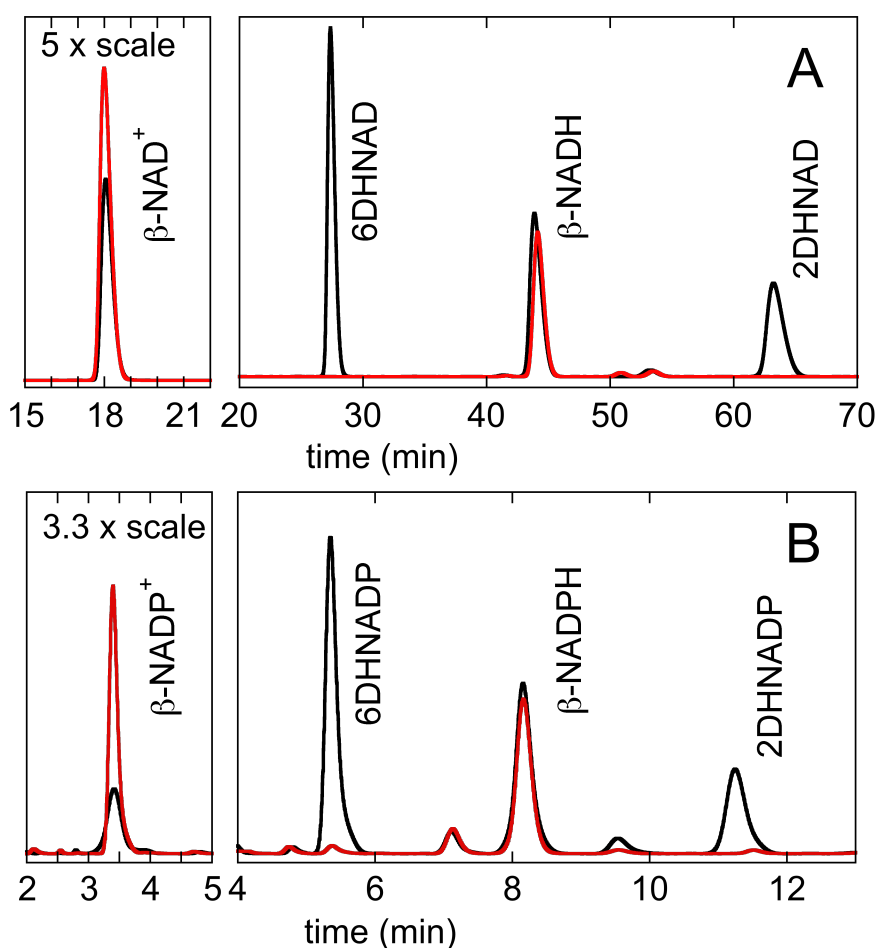 5 x scale
A
β-NAD+
6DHNAD
β-NADH
2DHNAD
15 18 21 20 30 40 50 60 70
time (min)
3.3 x scale
B
β-NADP+
6DHNADP
β-NADPH
2DHNADP
2 3 4 5 4 6 8 10 12
time (min)